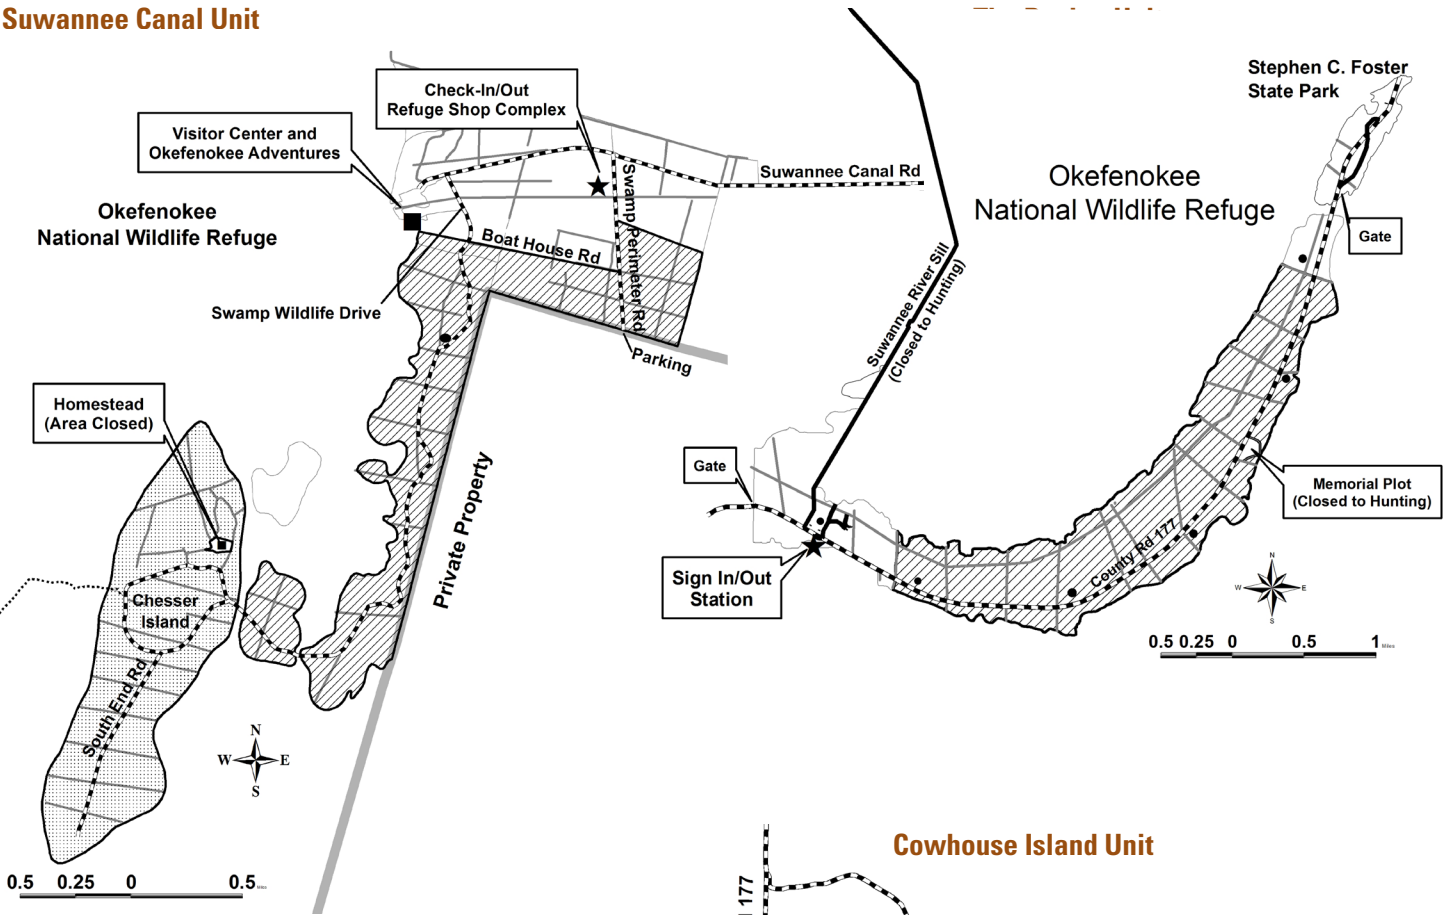 Suwannee Canal Unit
Check-In/Out
Refuge Shop Complex
Visitor Center and
Okefenokee Adventures
Suwannee Canal Rd
Swamp Perimeter Rd
Okefenokee
National Wildlife Refuge
Boat House Rd
Swamp Wildlife Drive
Parking
Homestead
(Area Closed)
Private Property
Chesser
Island
South End Rd
N
W E
S
0.5 0.25 0 0.5 Miles
Stephen C. Foster
State Park
Okefenokee
National Wildlife Refuge
Gate
Suwannee River Sill
(Closed to Hunting)
Gate
Memorial Plot
(Closed to Hunting)
County Rd 177
Sign In/Out
Station
N
W E
S
0.5 0.25 0 0.5 1 Miles
Cowhouse Island Unit
177